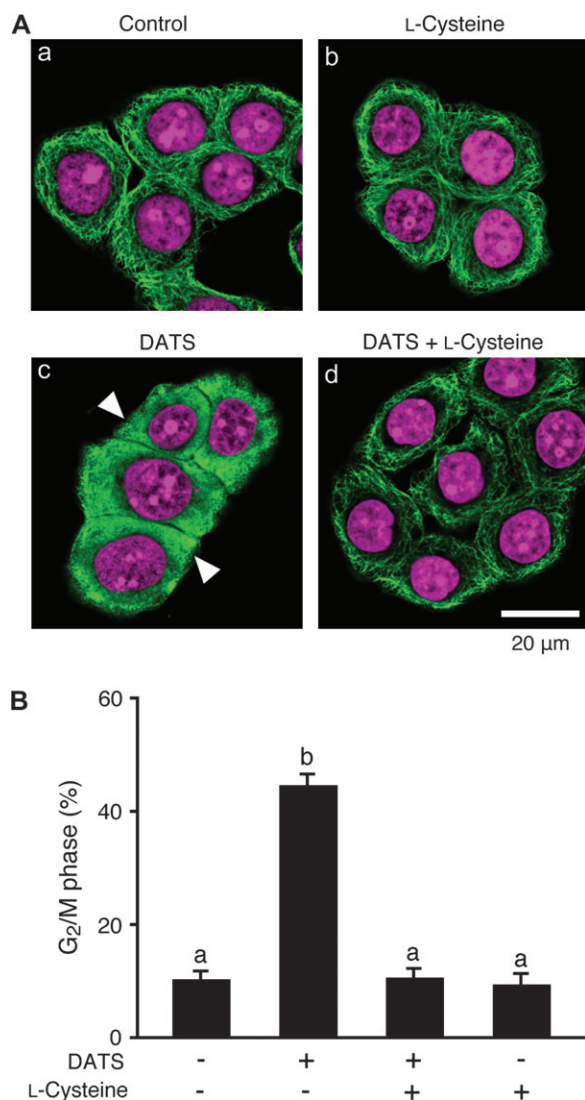 A Control L-Cysteine
a b
DATS DATS + L-Cysteine
c d
20 μm
B
60
40
20
0
G2/M phase (%)
a b a a
DATS - + + -
L-Cysteine - - + +